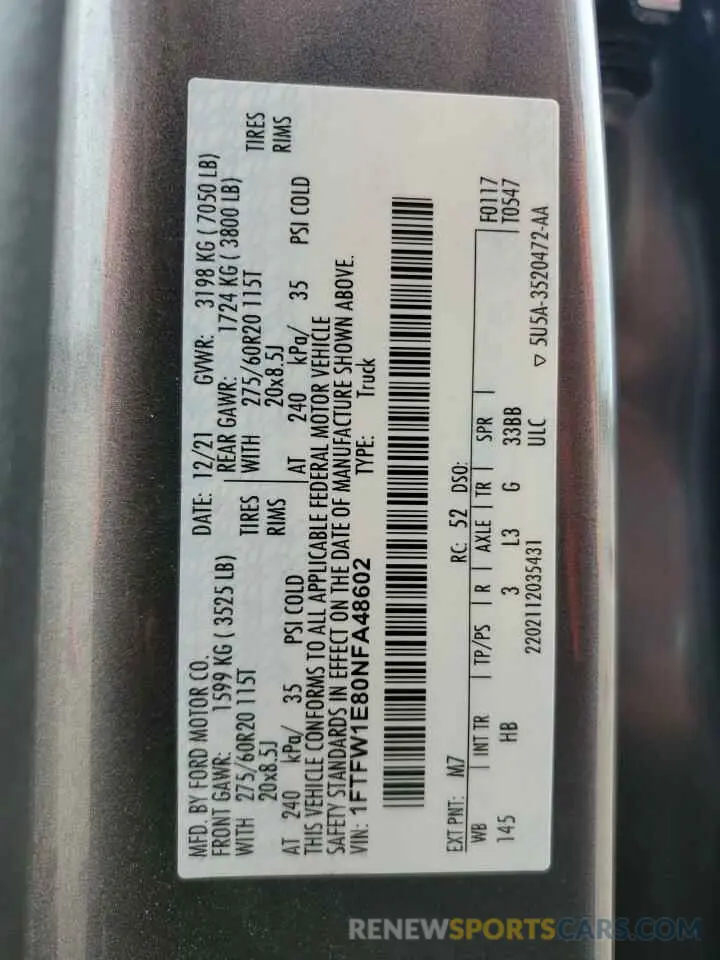 MFD. BY FORD MOTOR CO.
DATE: 12/21 GVWR: 3198 KG ( 7050 LB)
FRONT GAWR: 1599 KG ( 3525 LB) REAR GAWR: 1724 KG ( 3800 LB)
WITH 275/60R20 115T TIRES WITH 275/60R20 115T TIRES
20x8.5J RIMS 20x8.5J RIMS
AT 240 kPa/ 35 PSI COLD AT 240 kPa/ 35 PSI COLD
THIS VEHICLE CONFORMS TO ALL APPLICABLE FEDERAL MOTOR VEHICLE
SAFETY STANDARDS IN EFFECT ON THE DATE OF MANUFACTURE SHOWN ABOVE.
VIN: 1FTFW1E80NFA48602 TYPE: Truck
EXT PNT: M7 RC: 52 DSO:
WB INT TR TP/PS R AXLE TR SPR F0117
145 HB 3 L3 G 33BB T0547
2202112035431 ULC ▽ 5U5A-3520472-AA
RENEWSPORTSCARS.COM